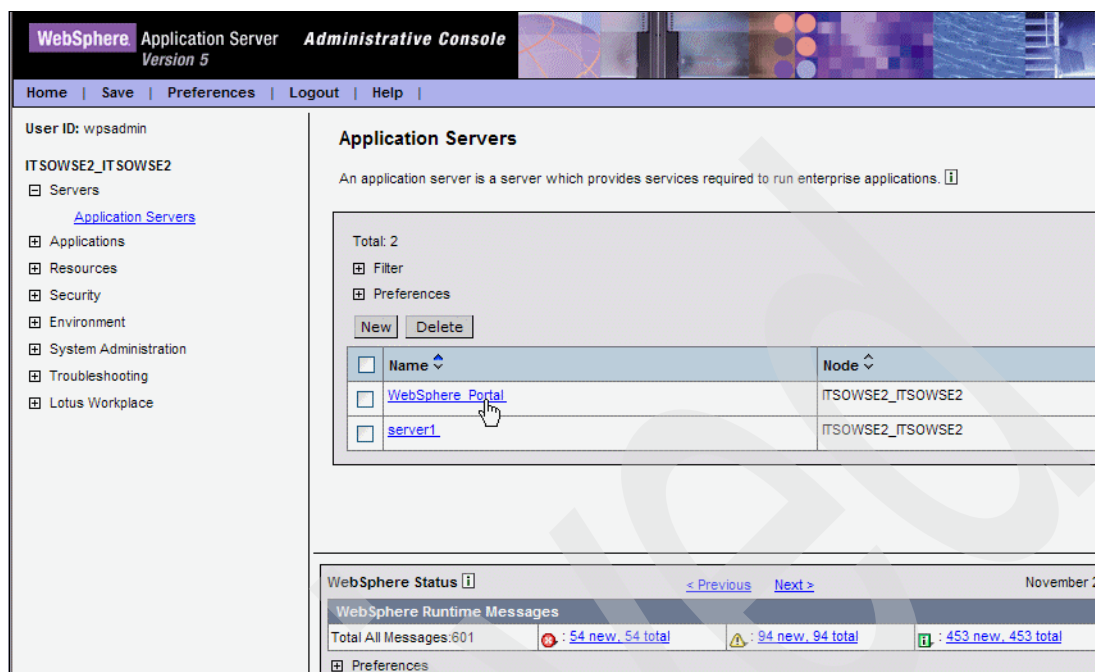 WebSphere Application Server Administrative Console
Version 5
Home | Save | Preferences | Logout | Help |
User ID: wpsadmin
ITSOWSE2_ITSOWSE2
Servers
Application Servers
Applications
Resources
Security
Environment
System Administration
Troubleshooting
Lotus Workplace
Application Servers
An application server is a server which provides services required to run enterprise applications. i
Total: 2
Filter
Preferences
New Delete
Name Node
WebSphere_Portal ITSOWSE2_ITSOWSE2
server1 ITSOWSE2_ITSOWSE2
WebSphere Status i < Previous Next > November 2
WebSphere Runtime Messages
Total All Messages:601 : 54 new, 54 total : 94 new, 94 total : 453 new, 453 total
Preferences